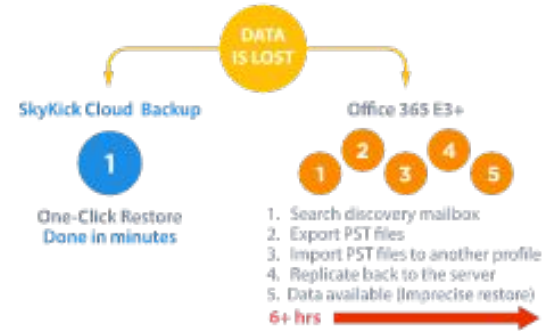 DATA
IS LOST
SkyKick Cloud Backup
1
One-Click Restore
Done in minutes
Office 365 E3+
1 2 3 4 5
1. Search discovery mailbox
2. Export PST files
3. Import PST files to another profile
4. Replicate back to the server
5. Data available (Imprecise restore)
6+ hrs